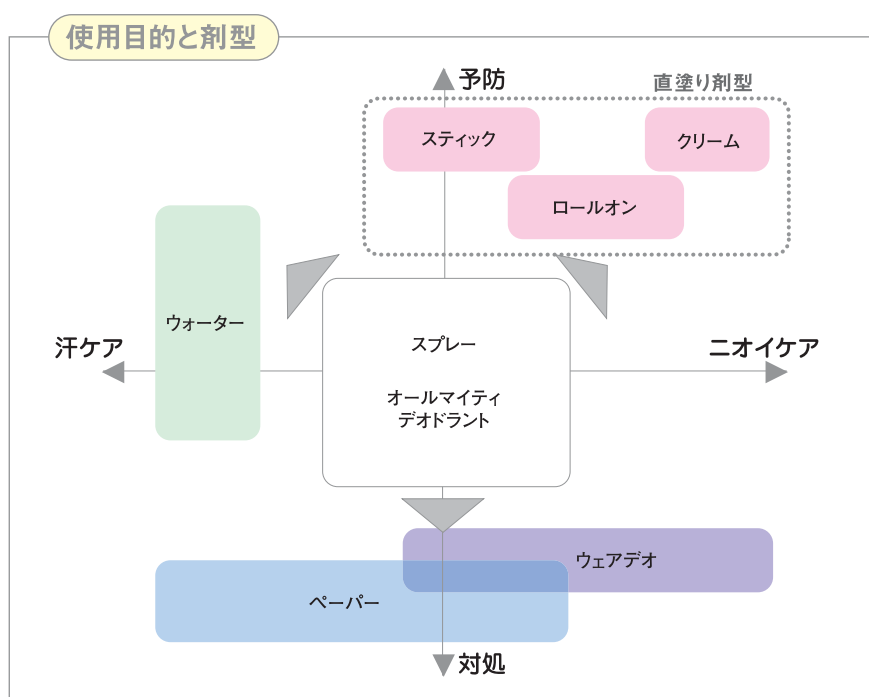 使用目的と剤型
予防
直塗り剤型
スティック
クリーム
ロールオン
ウォーター
汗ケア
スプレー
ニオイケア
オールマイティ
デオドラント
ウェアデオ
ペーパー
対処